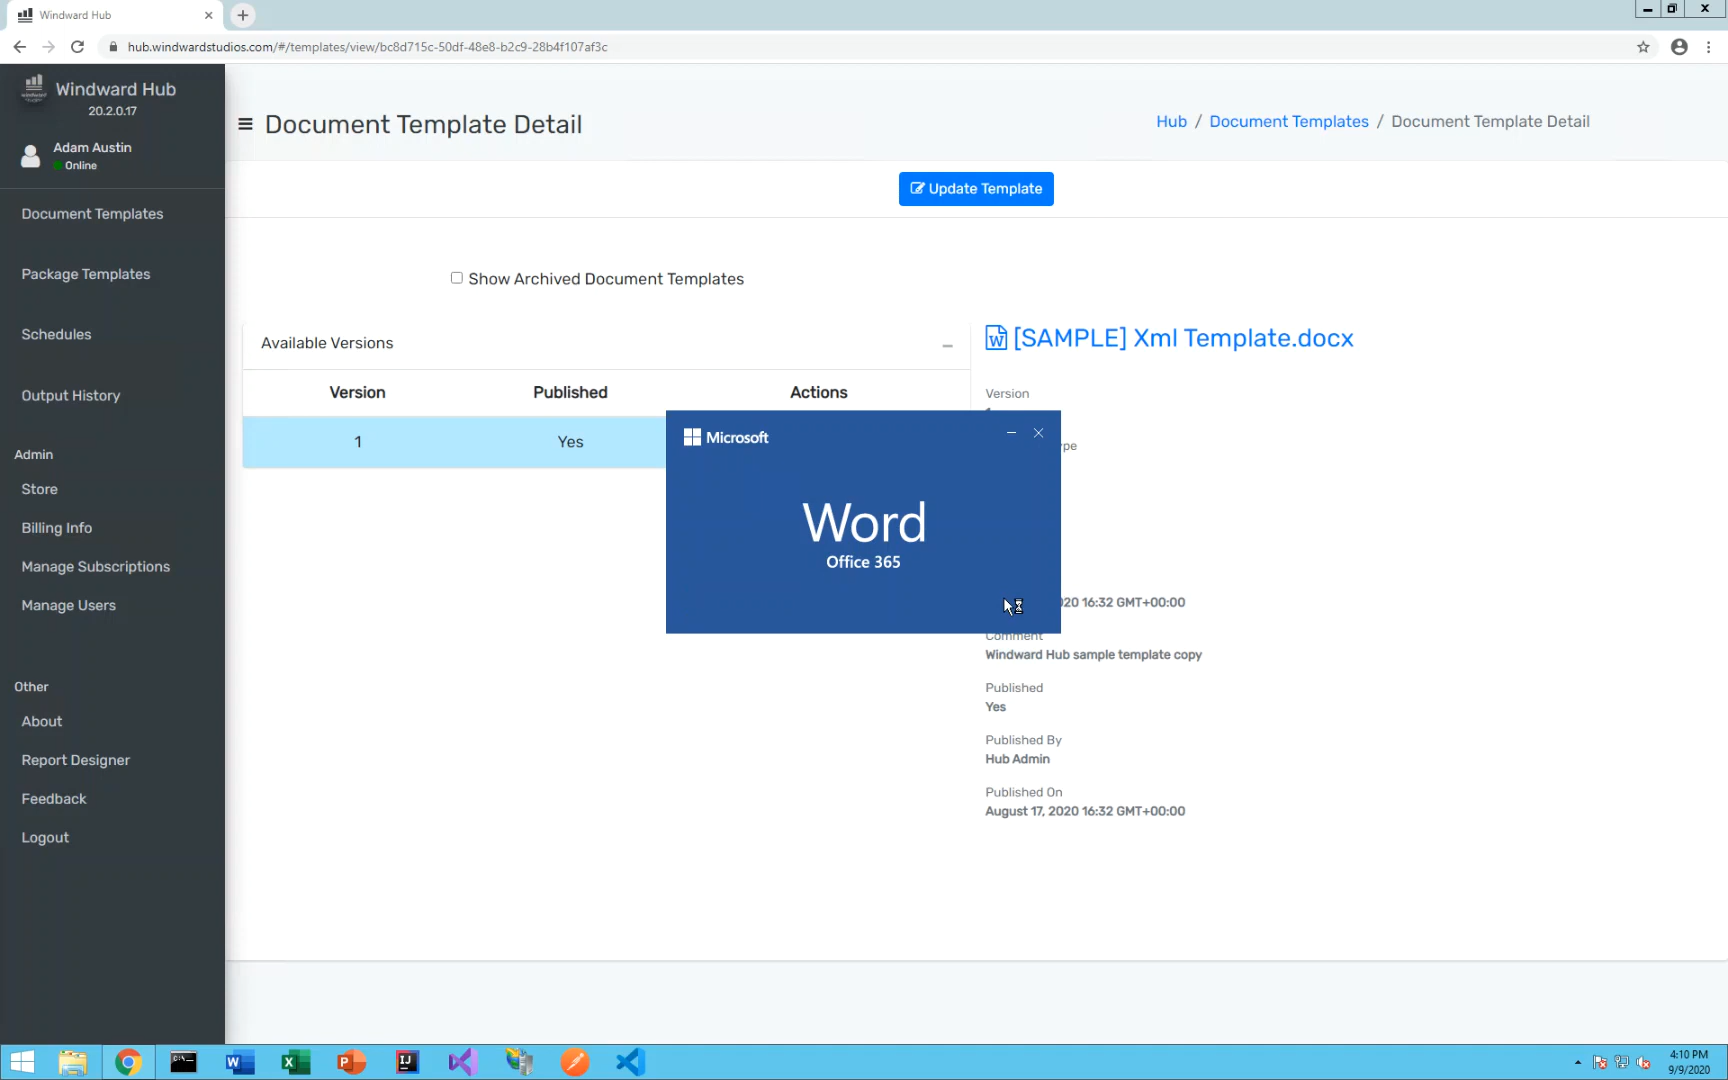 Windward Hub
hub.windwardstudios.com/#/templates/view/bc8d715c-50df-48e8-b2c9-28b4f107af3c
Windward Hub
20.2.0.17
Adam Austin
Online
Document Templates
Package Templates
Schedules
Output History
Admin
Store
Billing Info
Manage Subscriptions
Manage Users
Other
About
Report Designer
Feedback
Logout
Document Template Detail
Hub / Document Templates / Document Template Detail
Update Template
Show Archived Document Templates
Available Versions
Version Published Actions
1 Yes
[SAMPLE] Xml Template.docx
Version
Microsoft
Word
Office 365
20 16:32 GMT+00:00
Comment
Windward Hub sample template copy
Published
Yes
Published By
Hub Admin
Published On
August 17, 2020 16:32 GMT+00:00
4:10 PM
9/9/2020